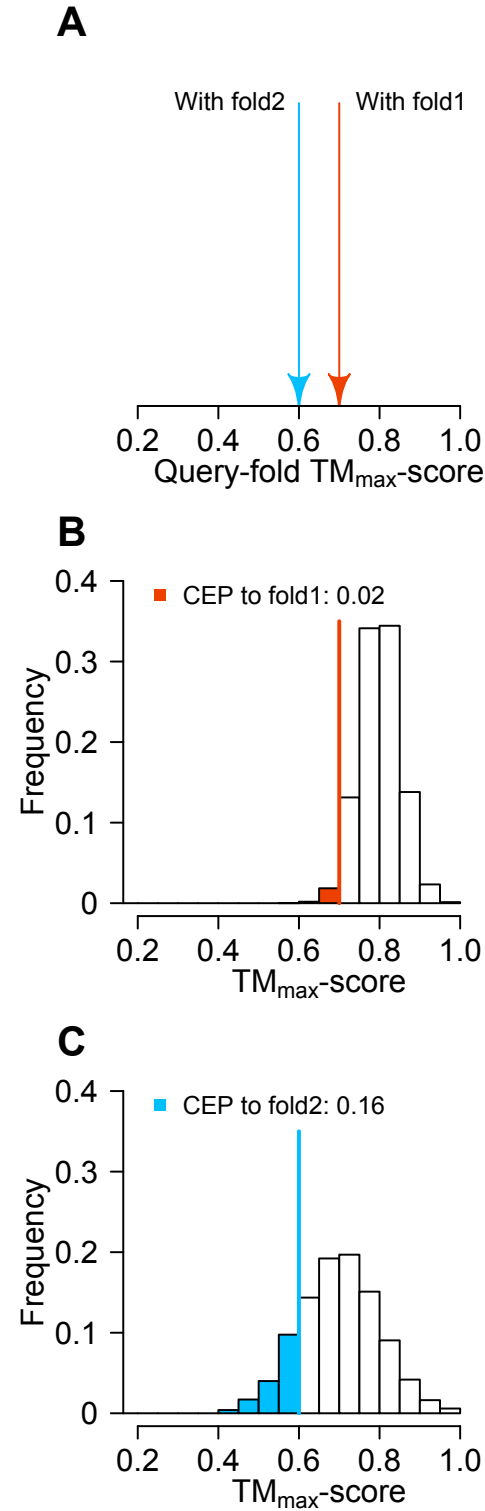 A
With fold2 With fold1
0.2 0.4 0.6 0.8 1.0
Query-fold TMmax-score
B
CEP to fold1: 0.02
0.4
0.3
0.2
0.1
0
Frequency
0.2 0.4 0.6 0.8 1.0
TMmax-score
C
CEP to fold2: 0.16
0.4
0.3
0.2
0.1
0
Frequency
0.2 0.4 0.6 0.8 1.0
TMmax-score